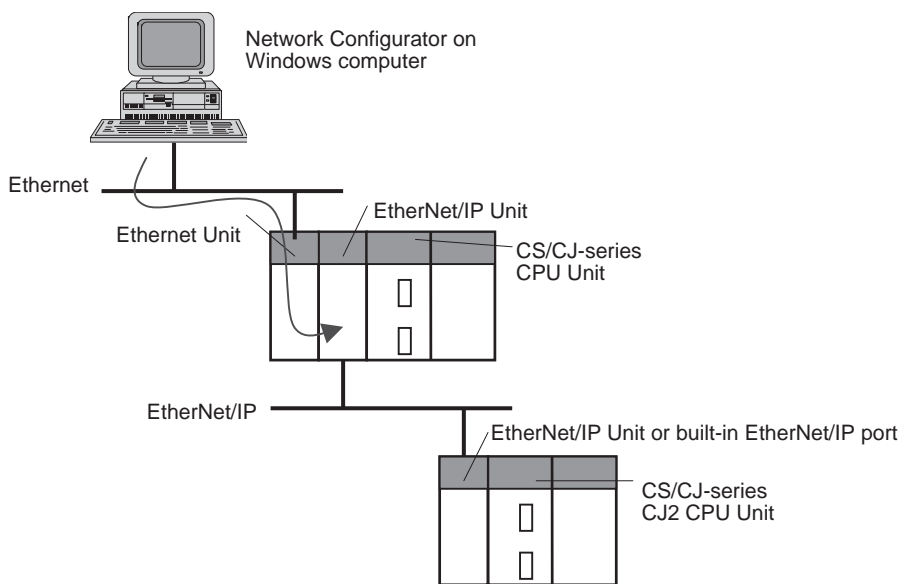 Network Configurator on
Windows computer
Ethernet
EtherNet/IP Unit
Ethernet Unit
CS/CJ-series
CPU Unit
EtherNet/IP
EtherNet/IP Unit or built-in EtherNet/IP port
CS/CJ-series
CJ2 CPU Unit